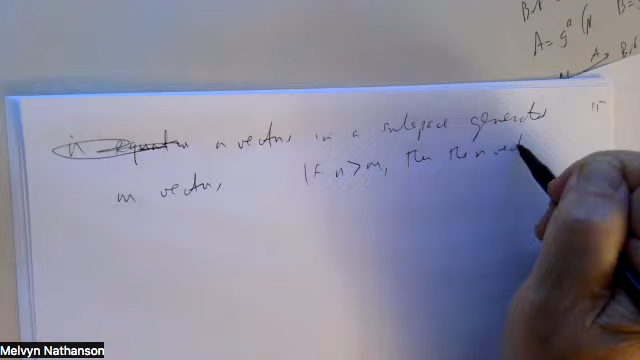 B
A = g^n (
A
n vectors in a subspace generated
m vectors If n > m, then the n vect
Melvyn Nathanson